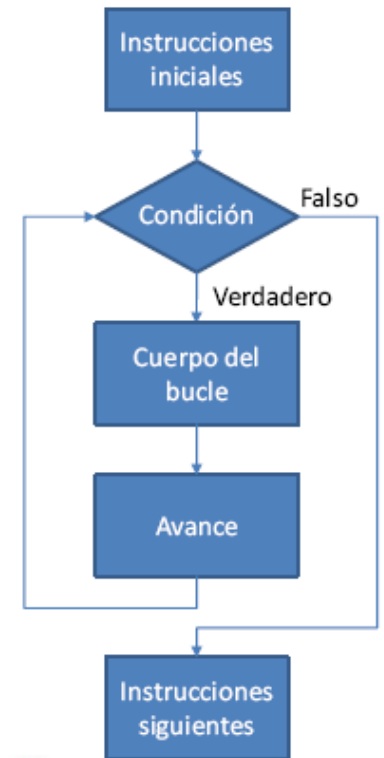 Instrucciones
iniciales
Condición
Falso
Verdadero
Cuerpo del
bucle
Avance
Instrucciones
siguientes